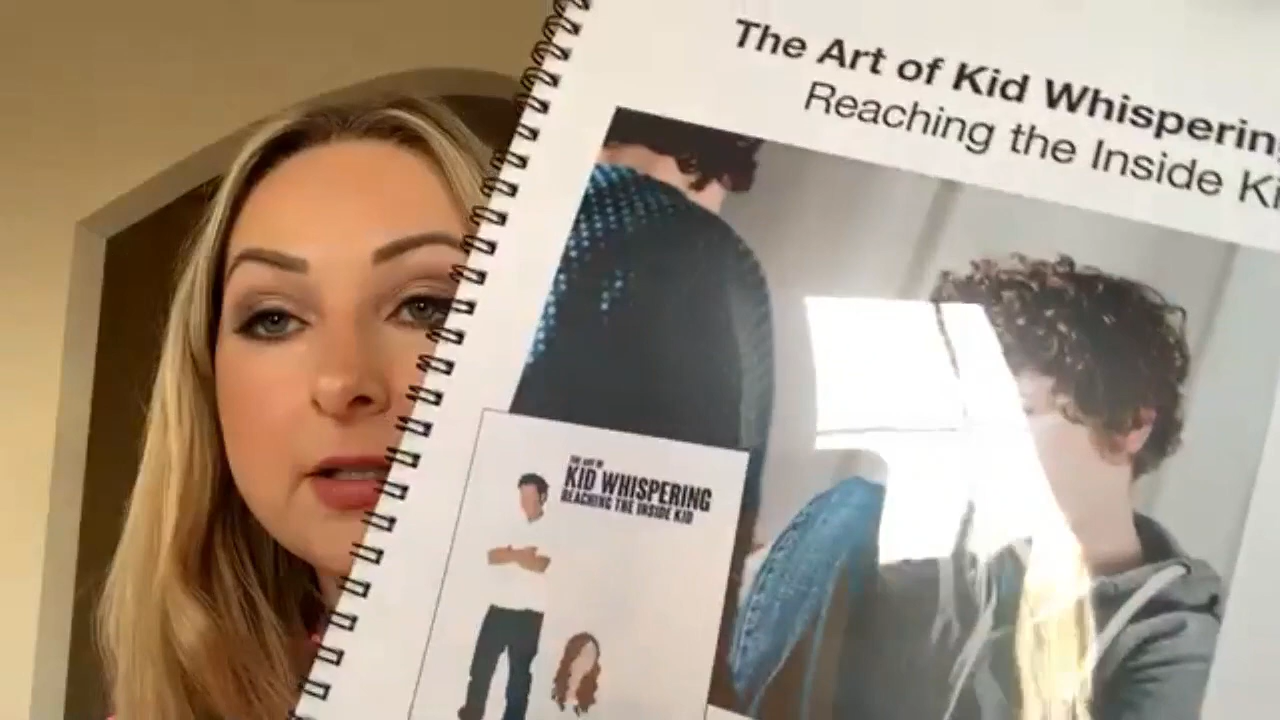 The Art of Kid Whispering
Reaching the Inside Ki
THE ART OF
KID WHISPERING
REACHING THE INSIDE KID